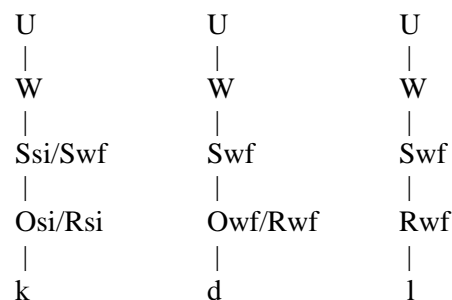 U U U
| | |
W W W
| | |
Ssi/Swf Swf Swf
| | |
Osi/Rsi Owf/Rwf Rwf
| | |
k d l